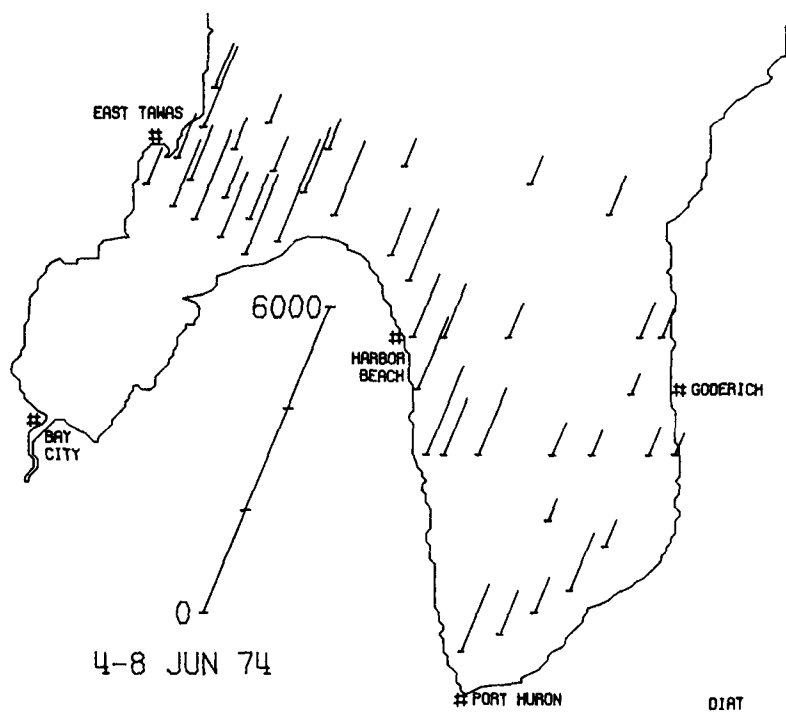 EAST TAWAS
6000
HARBOR
BEACH
GODERICH
BAY
CITY
0
4-8 JUN 74
PORT HURON
DIAT